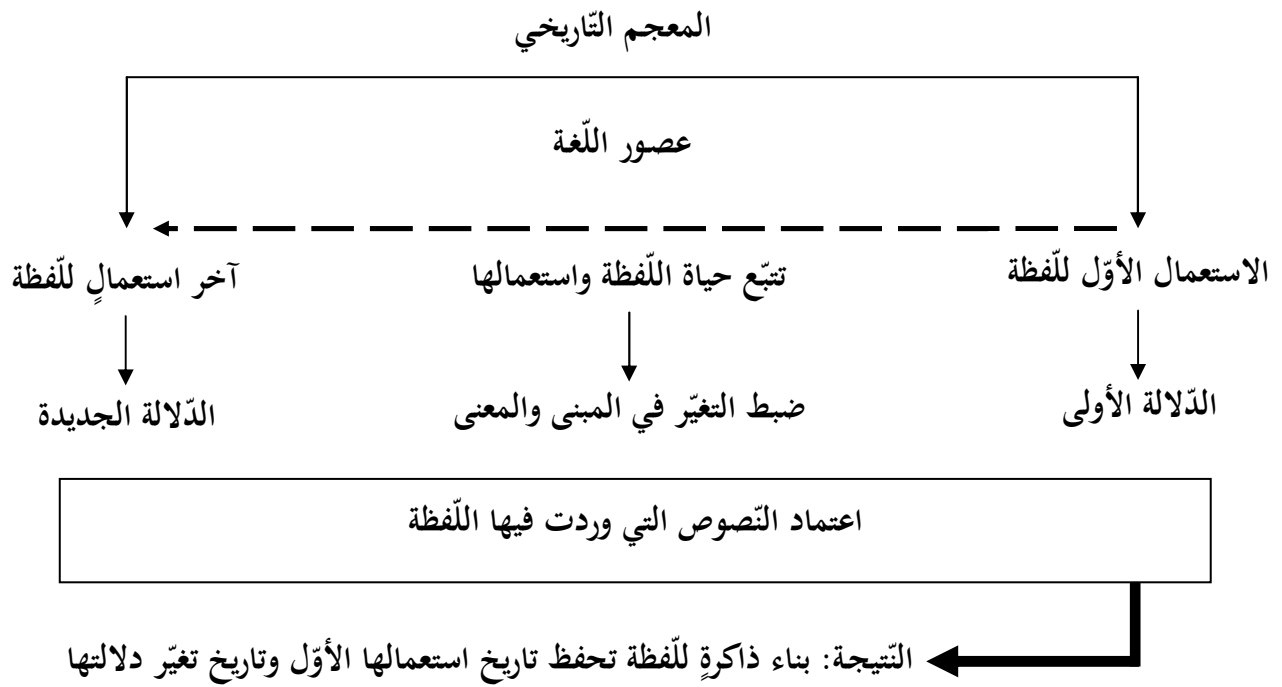 المعجم التّاريخي
عصور اللّغة
الاستعمال الأوّل للّفظة
تتبّع حياة اللّفظة واستعمالها
آخر استعمالٍ للّفظة
الدّلالة الأولى
ضبط التغيّر في المبنى والمعنى
الدّلالة الجديدة
اعتماد النّصوص التي وردت فيها اللّفظة
النّتيجة: بناء ذاكرةٍ للّفظة تحفظ تاريخ استعمالها الأوّل وتاريخ تغيّر دلالتها